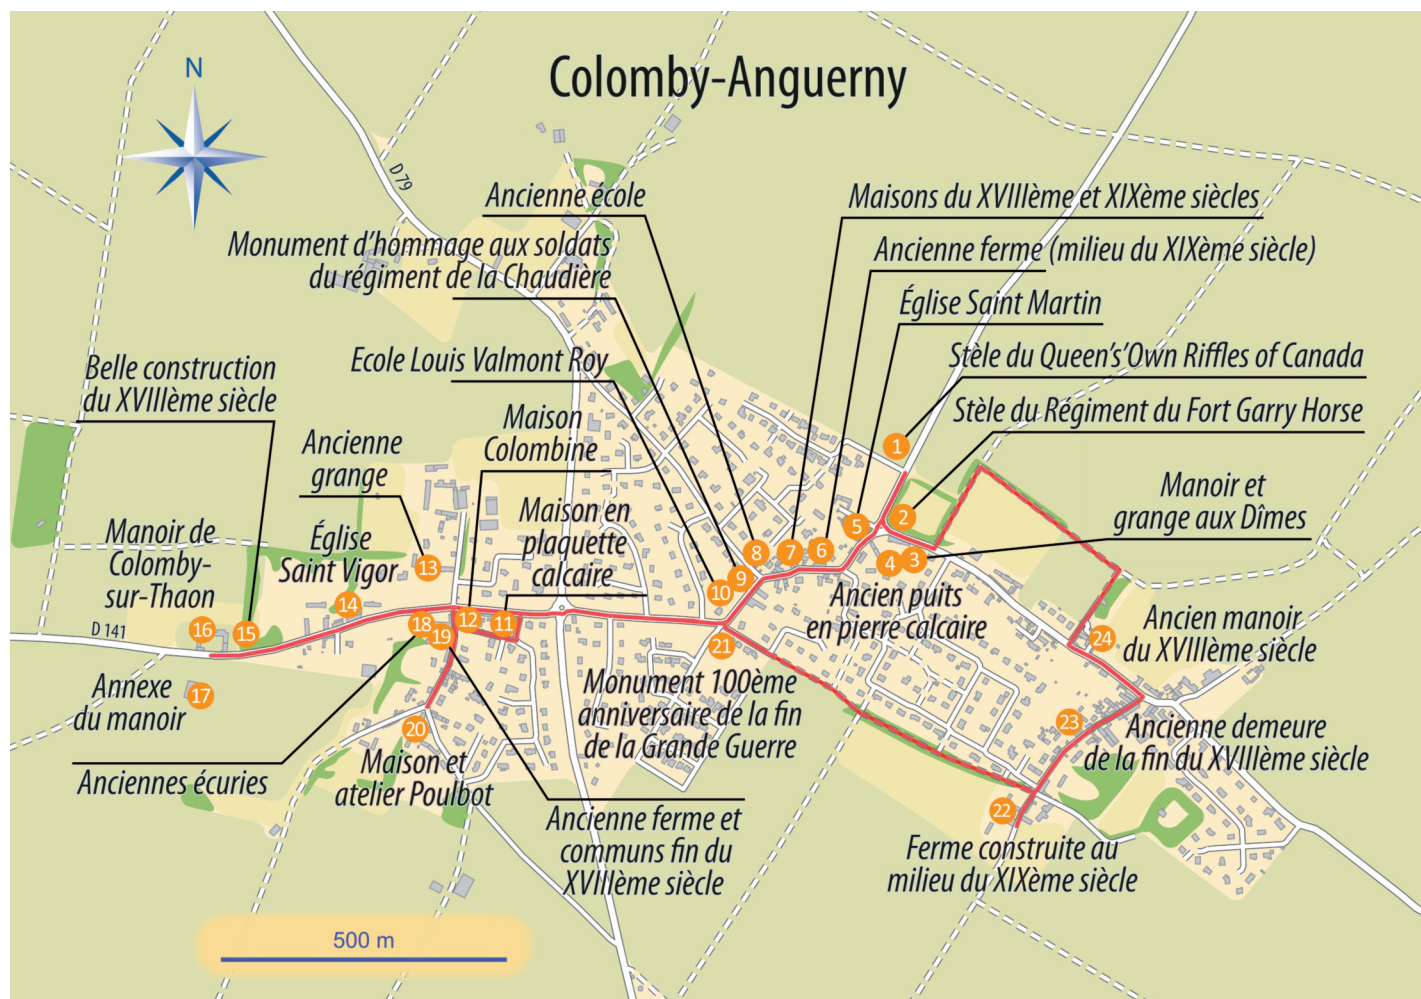 Colomby-Anguerny
N
D 79
Ancienne école
Monument d'hommage aux soldats
du régiment de la Chaudière
Ecole Louis Valmont Roy
Maisons du XVIIIème et XIXème siècles
Ancienne ferme (milieu du XIXème siècle)
Église Saint Martin
Stèle du Queen's'Own Riffles of Canada
Stèle du Régiment du Fort Garry Horse
Belle construction
du XVIIIème siècle
Ancienne
grange
Maison
Colombine
Maison en
plaquette
calcaire
Manoir et
grange aux Dîmes
Manoir de
Colomby-
sur-Thaon
Église
Saint Vigor
Ancien puits
en pierre calcaire
Ancien manoir
du XVIIIème siècle
D 141
Annexe
du manoir
Anciennes écuries
Maison et
atelier Poulbot
Monument 100ème
anniversaire de la fin
de la Grande Guerre
Ancienne demeure
de la fin du XVIIIème siècle
Ancienne ferme et
communs fin du
XVIIIème siècle
Ferme construite au
milieu du XIXème siècle
1
2
3
4
5
6
7
8
9
10
11
12
13
14
15
16
17
18
19
20
21
22
23
24
500 m